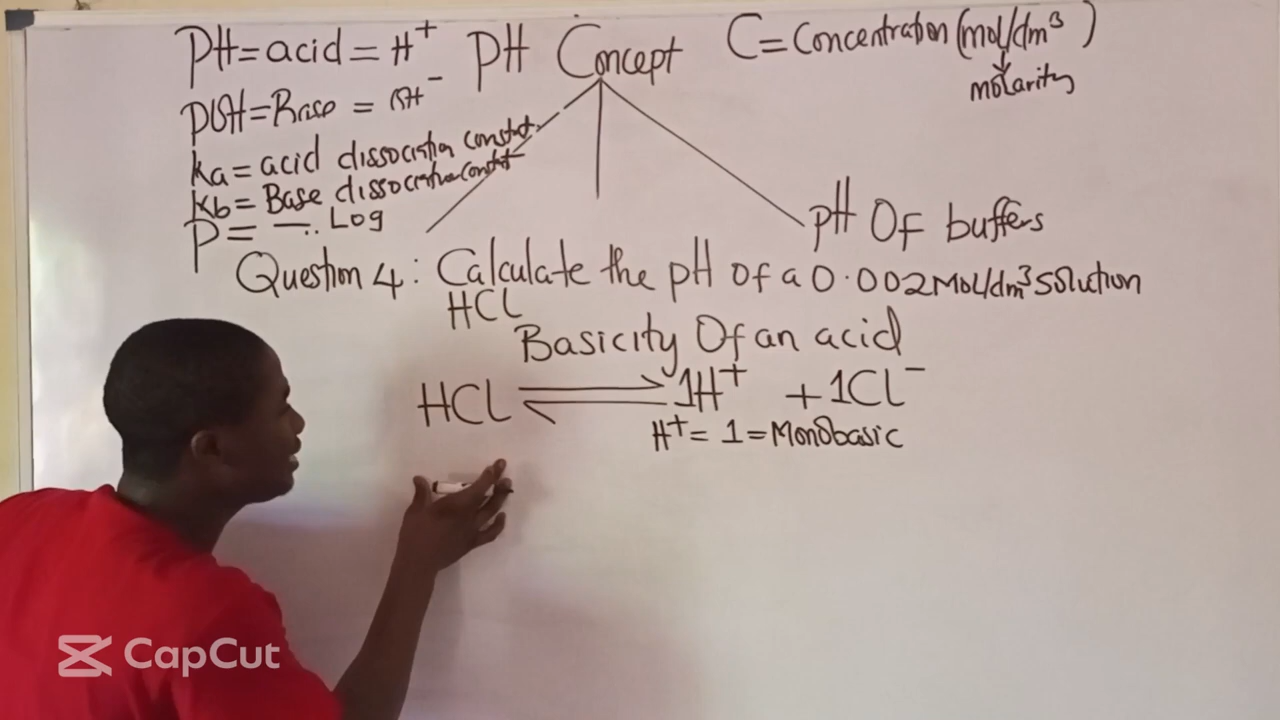 PH=acid=H⁺
PH Concept
C=Concentration (mol/dm³)
molarity
POH=Base = OH⁻
Ka=acid dissociation constant
Kb=Base dissociation constant
P= - Log
pH Of buffers
Question 4: Calculate the pH of a 0.002Mol/dm³ solution
HCl
Basicity Of an acid
HCl ⇌ 1H⁺ + 1Cl⁻
H⁺= 1=Monobasic
CapCut